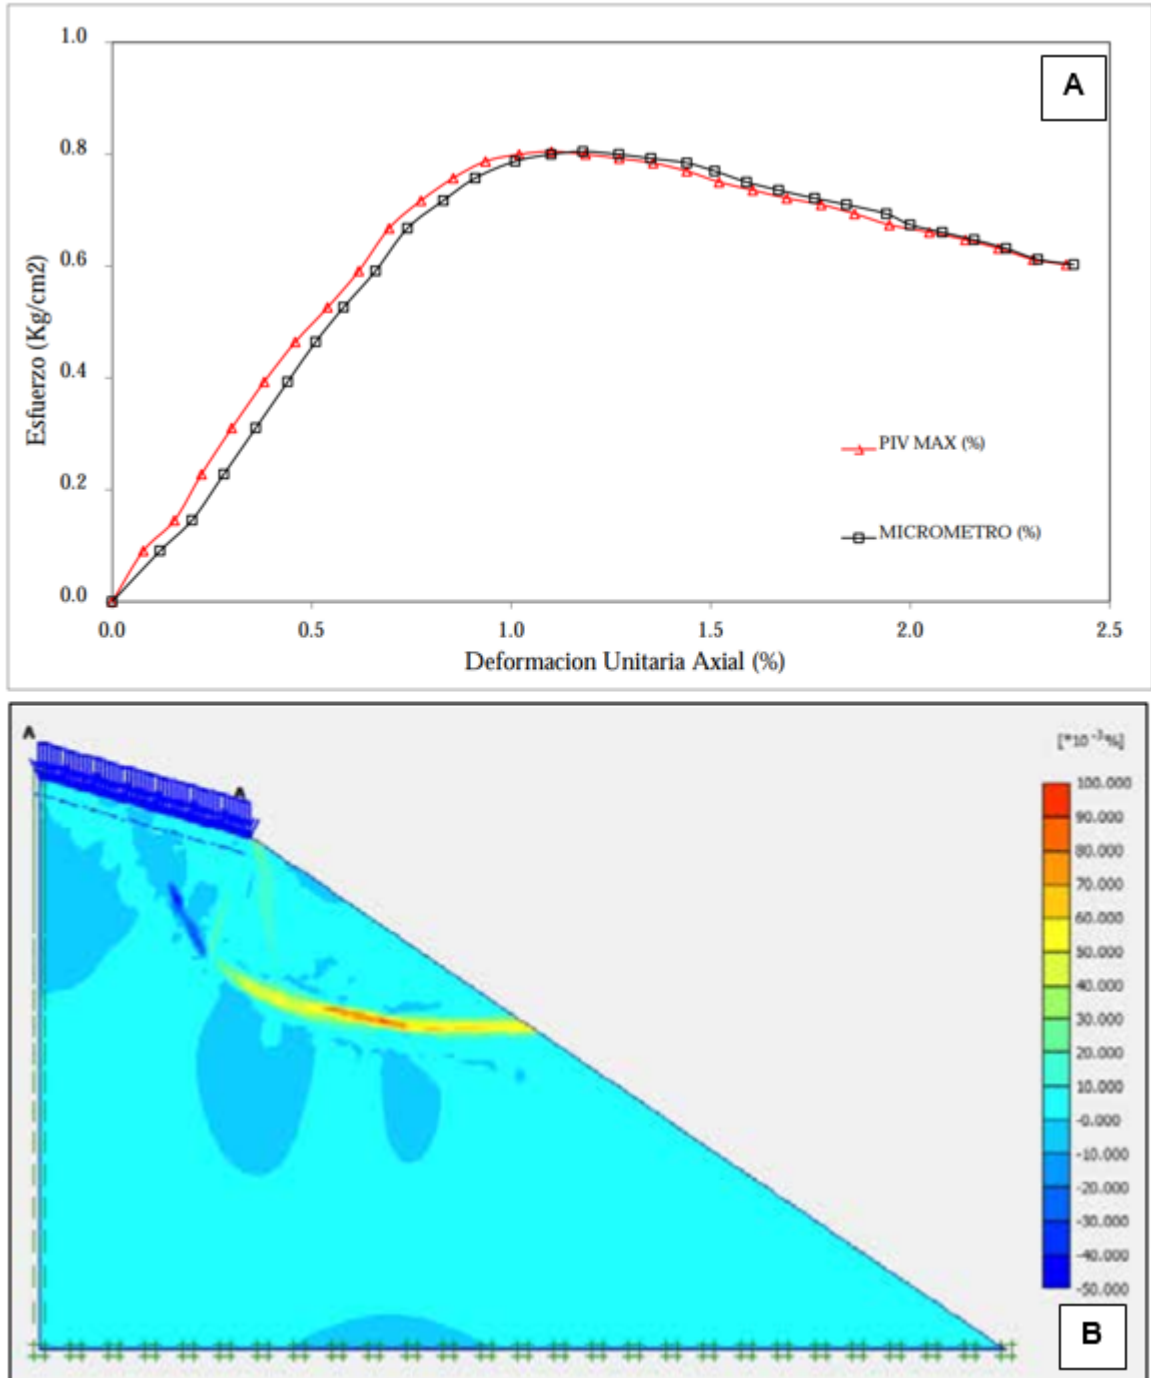 1.0
A
0.8
0.6
Esfuerzo (Kg/cm2)
0.4
PIV MAX (%)
0.2
MICROMETRO (%)
0.0
0.0 0.5 1.0 1.5 2.0 2.5
Deformacion Unitaria Axial (%)
A
A
[*10⁻³%]
100.000
90.000
80.000
70.000
60.000
50.000
40.000
30.000
20.000
10.000
-0.000
-10.000
-20.000
-30.000
-40.000
-50.000
B